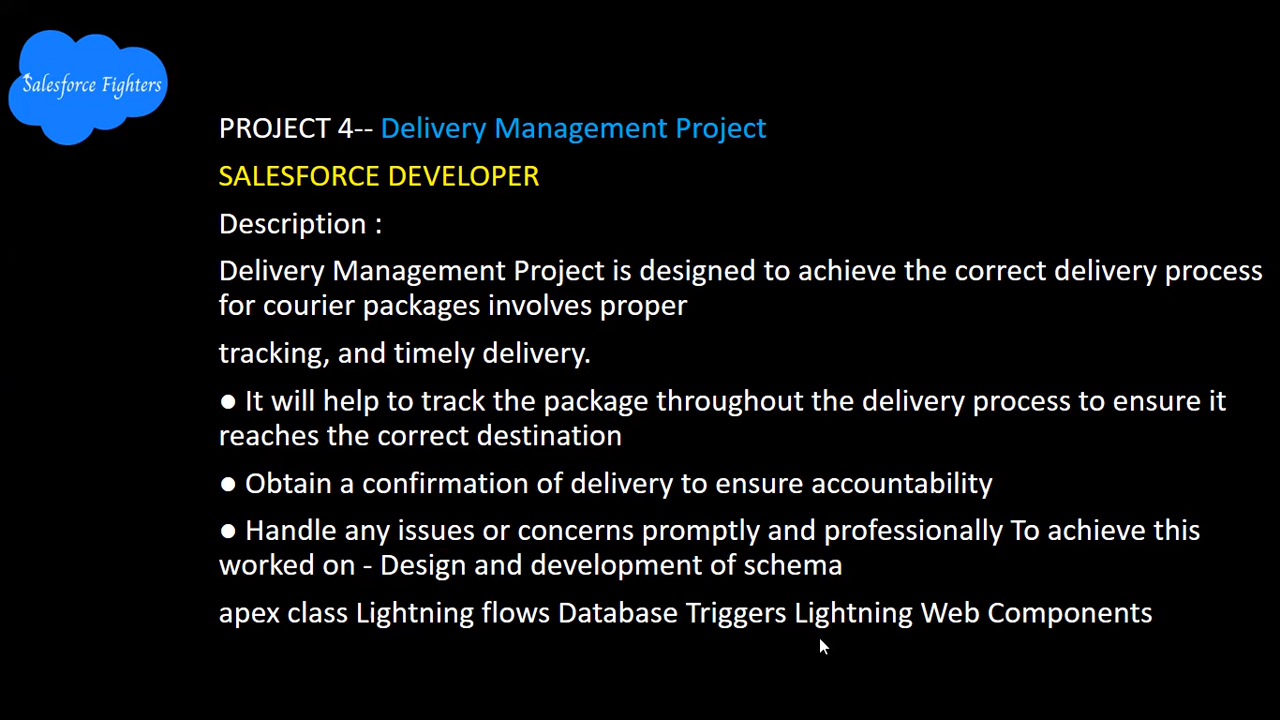 Salesforce Fighters
PROJECT 4-- Delivery Management Project
SALESFORCE DEVELOPER
Description :
Delivery Management Project is designed to achieve the correct delivery process
for courier packages involves proper
tracking, and timely delivery.
● It will help to track the package throughout the delivery process to ensure it
reaches the correct destination
● Obtain a confirmation of delivery to ensure accountability
● Handle any issues or concerns promptly and professionally To achieve this
worked on - Design and development of schema
apex class Lightning flows Database Triggers Lightning Web Components